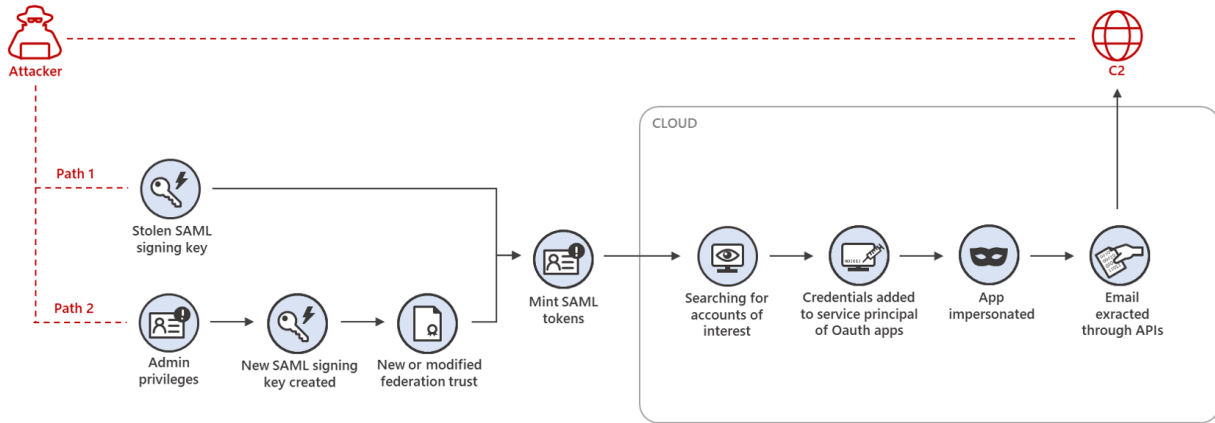 Attacker
C2
CLOUD
Path 1
Stolen SAML
signing key
Path 2
Admin
privileges
New SAML signing
key created
New or modified
federation trust
Mint SAML
tokens
Searching for
accounts of
interest
Credentials added
to service principal
of Oauth apps
App
impersonated
Email
exracted
through APIs